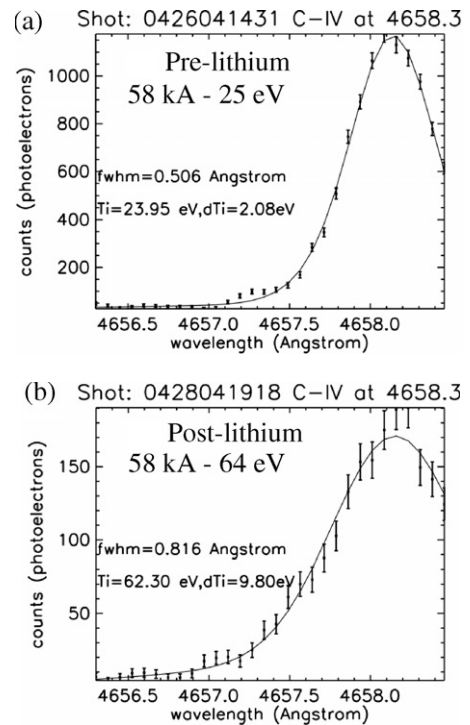 (a) Shot: 0426041431 C-IV at 4658.3
Pre-lithium
58 kA - 25 eV
fwhm=0.506 Angstrom
Ti=23.95 eV,dTi=2.08eV
counts (photoelectrons)
1000
800
600
400
200
4656.5 4657.0 4657.5 4658.0
wavelength (Angstrom)
(b) Shot: 0428041918 C-IV at 4658.3
Post-lithium
58 kA - 64 eV
fwhm=0.816 Angstrom
Ti=62.30 eV,dTi=9.80eV
counts (photoelectrons)
150
100
50
4656.5 4657.0 4657.5 4658.0
wavelength (Angstrom)